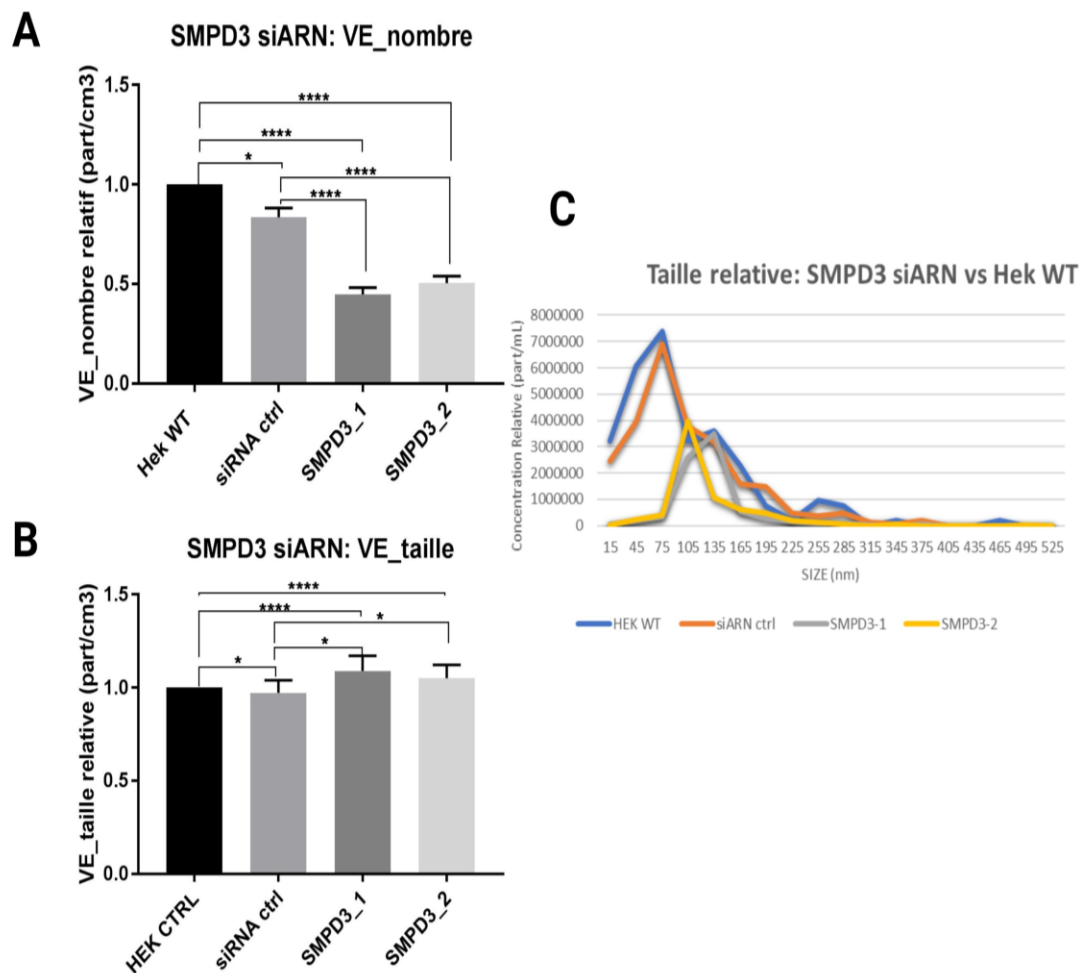 A
SMPD3 siARN: VE_nombre
VE_nombre relatif (part/cm3)
1.5
1.0
0.5
0.0
****
****
*
****
****
Hek WT
siRNA ctrl
SMPD3_1
SMPD3_2
B
SMPD3 siARN: VE_taille
VE_taille relative (part/cm3)
1.5
1.0
0.5
0.0
****
****
*
*
*
HEK CTRL
siRNA ctrl
SMPD3_1
SMPD3_2
C
Taille relative: SMPD3 siARN vs Hek WT
Concentration Relative (part/mL)
8000000
7000000
6000000
5000000
4000000
3000000
2000000
1000000
0
15 45 75 105 135 165 195 225 255 285 315 345 375 405 435 465 495 525
SIZE (nm)
HEK WT siARN ctrl SMPD3-1 SMPD3-2